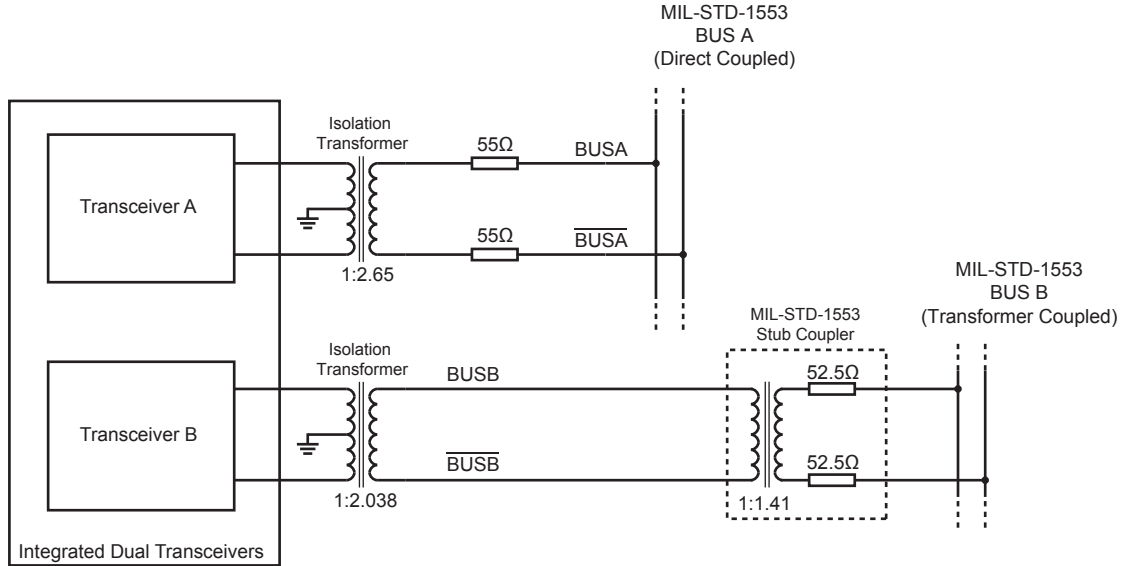 MIL-STD-1553
BUS A
(Direct Coupled)
Isolation
Transformer
55Ω
BUSA
Transceiver A
55Ω
B̅U̅S̅A̅
1:2.65
MIL-STD-1553
BUS B
(Transformer Coupled)
MIL-STD-1553
Stub Coupler
Isolation
Transformer
BUSB
52.5Ω
Transceiver B
B̅U̅S̅B̅
52.5Ω
1:2.038
1:1.41
Integrated Dual Transceivers